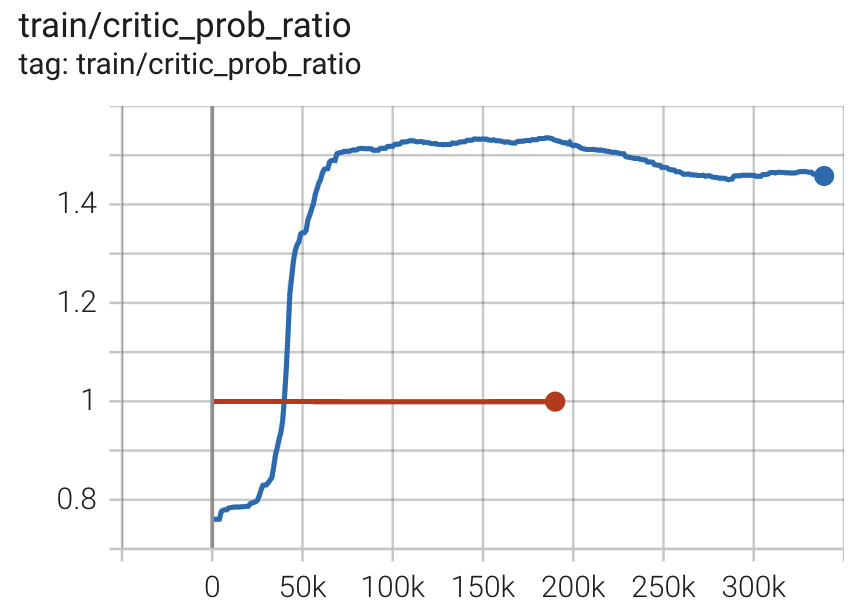 train/critic_prob_ratio
tag: train/critic_prob_ratio
1.4
1.2
1
0.8
0 50k 100k 150k 200k 250k 300k